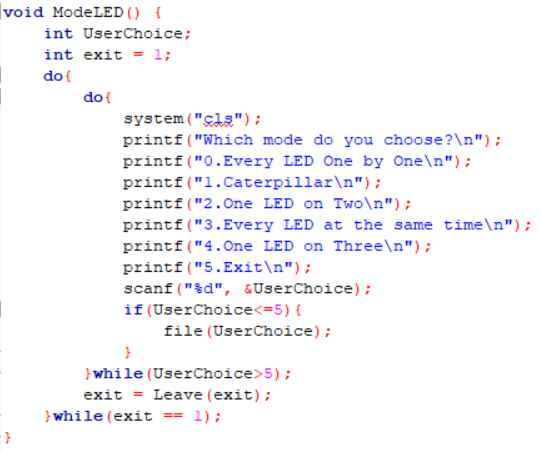 void ModeLED() {
    int UserChoice;
    int exit = 1;
    do{
        do{
            system("cls");
            printf("Which mode do you choose?\n");
            printf("0.Every LED One by One\n");
            printf("1.Caterpillar\n");
            printf("2.One LED on Two\n");
            printf("3.Every LED at the same time\n");
            printf("4.One LED on Three\n");
            printf("5.Exit\n");
            scanf("%d", &UserChoice);
            if(UserChoice<=5){
                file(UserChoice);
            }
        }while(UserChoice>5);
        exit = Leave(exit);
    }while(exit == 1);
}